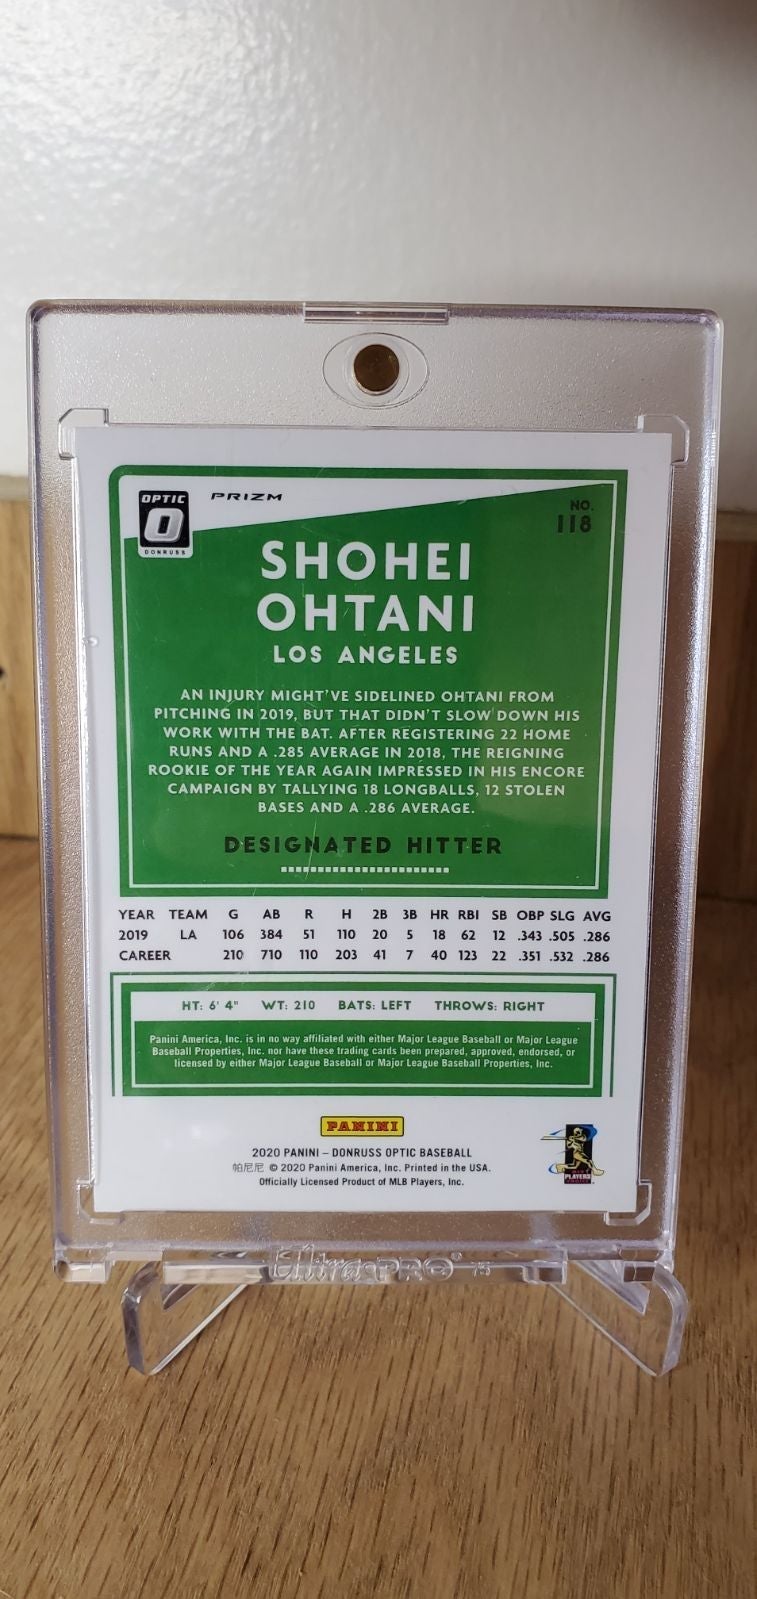 OPTIC
O
DONRUSS
PRIZM
NO.
118
SHOHEI
OHTANI
LOS ANGELES
AN INJURY MIGHT'VE SIDELINED OHTANI FROM
PITCHING IN 2019, BUT THAT DIDN'T SLOW DOWN HIS
WORK WITH THE BAT. AFTER REGISTERING 22 HOME
RUNS AND A .285 AVERAGE IN 2018, THE REIGNING
ROOKIE OF THE YEAR AGAIN IMPRESSED IN HIS ENCORE
CAMPAIGN BY TALLYING 18 LONGBALLS, 12 STOLEN
BASES AND A .286 AVERAGE.
DESIGNATED HITTER
YEAR TEAM G AB R H 2B 3B HR RBI SB OBP SLG AVG
2019 LA 106 384 51 110 20 5 18 62 12 .343 .505 .286
CAREER 210 710 110 203 41 7 40 123 22 .351 .532 .286
HT: 6' 4" WT: 210 BATS: LEFT THROWS: RIGHT
Panini America, Inc. is in no way affiliated with either Major League Baseball or Major League
Baseball Properties, Inc. nor have these trading cards been prepared, approved, endorsed, or
licensed by either Major League Baseball or Major League Baseball Properties, Inc.
PANINI
2020 PANINI – DONRUSS OPTIC BASEBALL
帕尼尼 © 2020 Panini America, Inc. Printed in the USA.
Officially Licensed Product of MLB Players, Inc.
PLAYERS
Ultra·PRO® 75